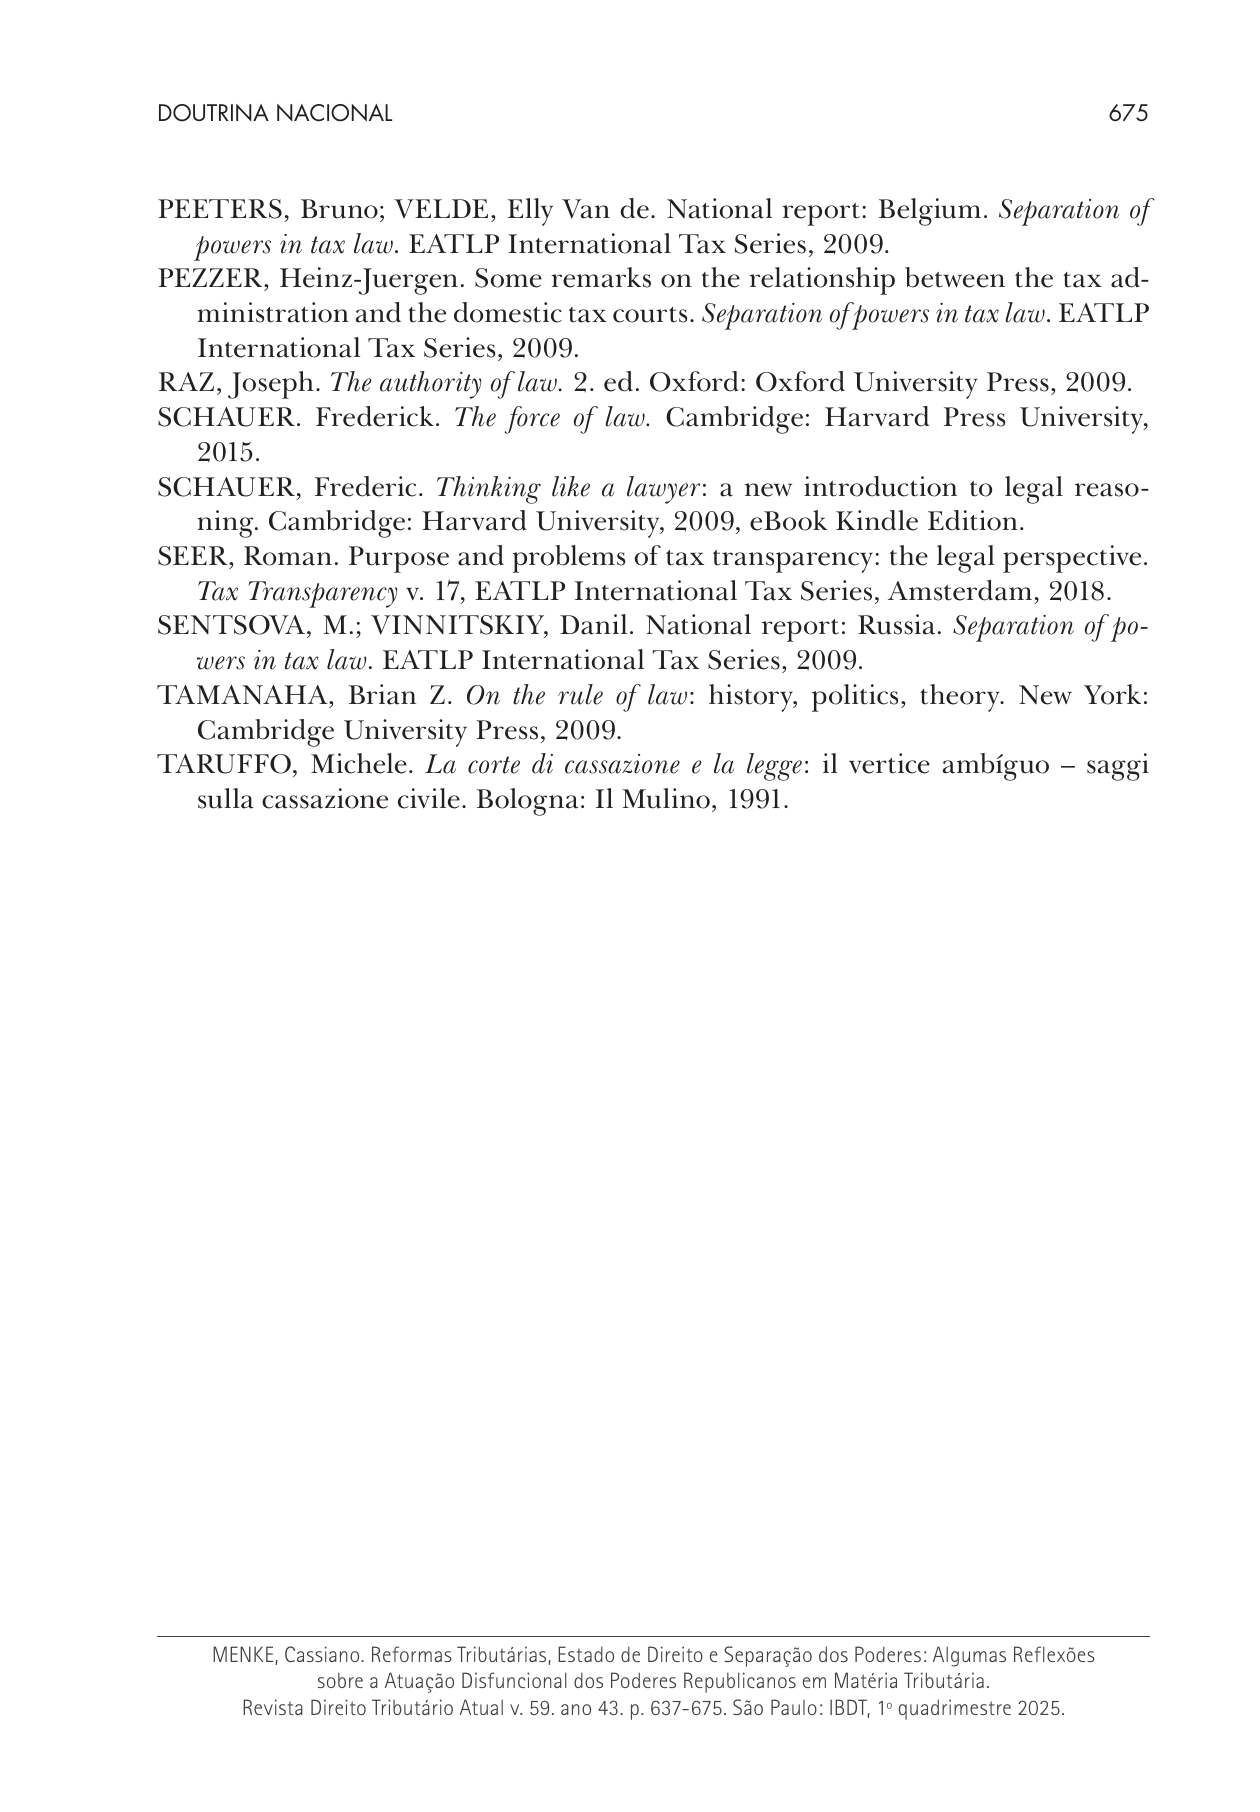 DOUTRINA NACIONAL 675
PEETERS, Bruno; VELDE, Elly Van de. National report: Belgium. Separation of
powers in tax law. EATLP International Tax Series, 2009.
PEZZER, Heinz-Juergen. Some remarks on the relationship between the tax ad-
ministration and the domestic tax courts. Separation of powers in tax law. EATLP
International Tax Series, 2009.
RAZ, Joseph. The authority of law. 2. ed. Oxford: Oxford University Press, 2009.
SCHAUER. Frederick. The force of law. Cambridge: Harvard Press University,
2015.
SCHAUER, Frederic. Thinking like a lawyer: a new introduction to legal reaso-
ning. Cambridge: Harvard University, 2009, eBook Kindle Edition.
SEER, Roman. Purpose and problems of tax transparency: the legal perspective.
Tax Transparency v. 17, EATLP International Tax Series, Amsterdam, 2018.
SENTSOVA, M.; VINNITSKIY, Danil. National report: Russia. Separation of po-
wers in tax law. EATLP International Tax Series, 2009.
TAMANAHA, Brian Z. On the rule of law: history, politics, theory. New York:
Cambridge University Press, 2009.
TARUFFO, Michele. La corte di cassazione e la legge: il vertice ambíguo – saggi
sulla cassazione civile. Bologna: Il Mulino, 1991.
MENKE, Cassiano. Reformas Tributárias, Estado de Direito e Separação dos Poderes: Algumas Reflexões
sobre a Atuação Disfuncional dos Poderes Republicanos em Matéria Tributária.
Revista Direito Tributário Atual v. 59. ano 43. p. 637-675. São Paulo: IBDT, 1º quadrimestre 2025.